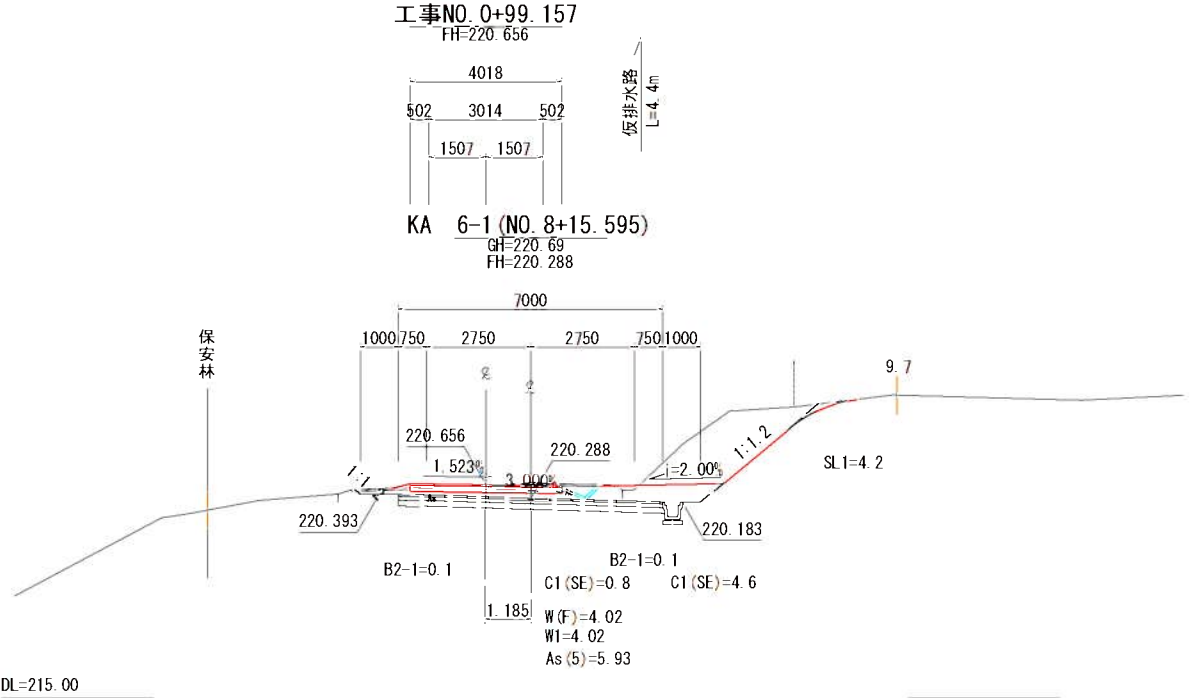 工事NO.0+99.157
FH=220.656
4018
502 3014 502
1507 1507
仮排水路
L=4.4m
KA 6-1(NO.8+15.595)
GH=220.69
FH=220.288
7000
1000 750 2750 2750 750 1000
保安林
9.7
220.656
220.288
1:1
1.523%
3.000%
i=2.00%
1:1.2
SL1=4.2
220.393
220.183
B2-1=0.1
B2-1=0.1
C1(SE)=0.8
C1(SE)=4.6
1.185
W(F)=4.02
W1=4.02
As(5)=5.93
DL=215.00